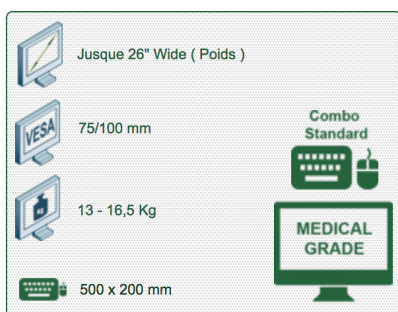 Jusque 26" Wide ( Poids )
VESA
75/100 mm
Combo
Standard
KG
13 - 16,5 Kg
MEDICAL
GRADE
500 x 200 mm